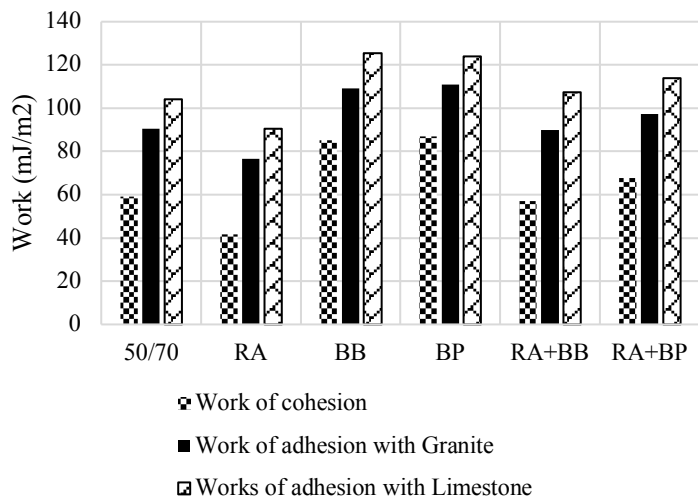 Work (mJ/m2)
140
120
100
80
60
40
20
0
50/70 RA BB BP RA+BB RA+BP
Work of cohesion
Work of adhesion with Granite
Works of adhesion with Limestone